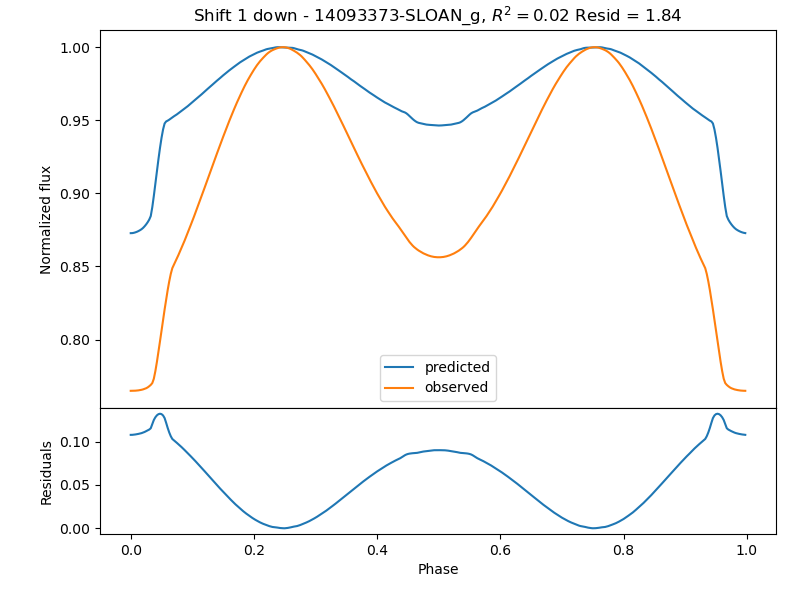 Shift 1 down - 14093373-SLOAN_g, R² = 0.02 Resid = 1.84
1.00
0.95
0.90
0.85
0.80
Normalized flux
predicted
observed
0.10
0.05
0.00
Residuals
0.0 0.2 0.4 0.6 0.8 1.0
Phase